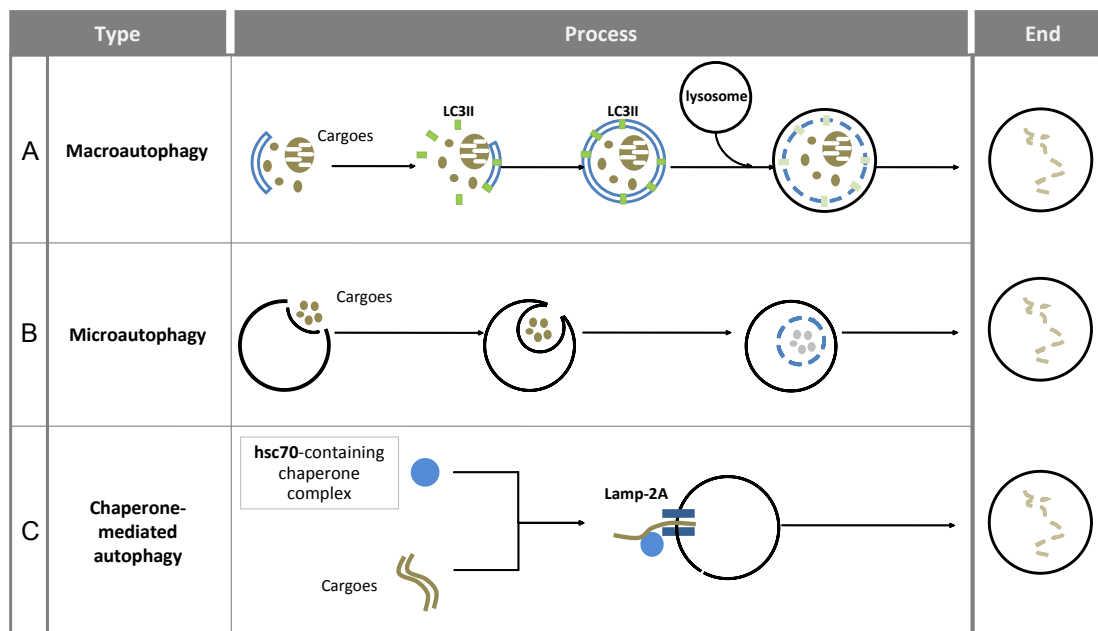 Type
Process
End
A
Macroautophagy
Cargoes
LC3II
LC3II
lysosome
B
Microautophagy
Cargoes
C
Chaperone-
mediated
autophagy
hsc70-containing
chaperone
complex
Cargoes
Lamp-2A